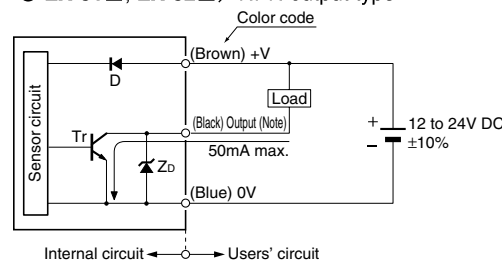 Color code
(Brown) +V
D
Load
Sensor circuit
Tr
(Black) Output (Note)
ZD
50mA max.
+
−
12 to 24V DC
±10%
(Blue) 0V
Internal circuit
Users' circuit